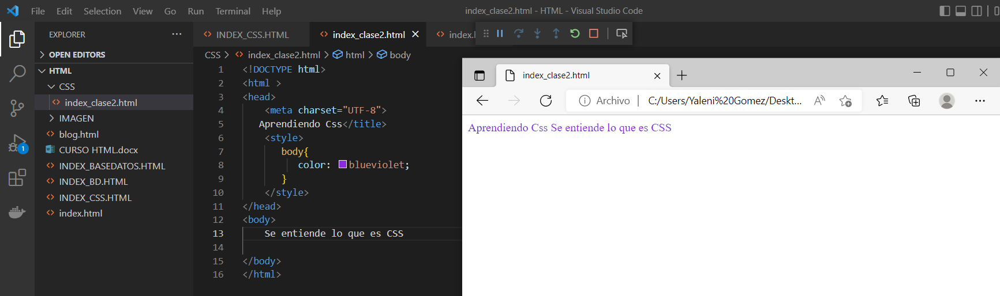 File Edit Selection View Go Run Terminal Help index_clase2.html - HTML - Visual Studio Code
EXPLORER ···
OPEN EDITORS
HTML
CSS
index_clase2.html
IMAGEN
blog.html
CURSO HTML.docx
INDEX_BASEDATOS.HTML
INDEX_BD.HTML
INDEX_CSS.HTML
index.html
1
INDEX_CSS.HTML index_clase2.html index.l
CSS > index_clase2.html > html > body
1 <!DOCTYPE html>
2 <html >
3 <head>
4 <meta charset="UTF-8">
5 Aprendiendo Css</title>
6 <style>
7 body{
8 color: blueviolet;
9 }
10 </style>
11 </head>
12 <body>
13 Se entiende lo que es CSS
14
15 </body>
16 </html>
index_clase2.html
Archivo | C:/Users/Yaleni%20Gomez/Deskt...
Aprendiendo Css Se entiende lo que es CSS